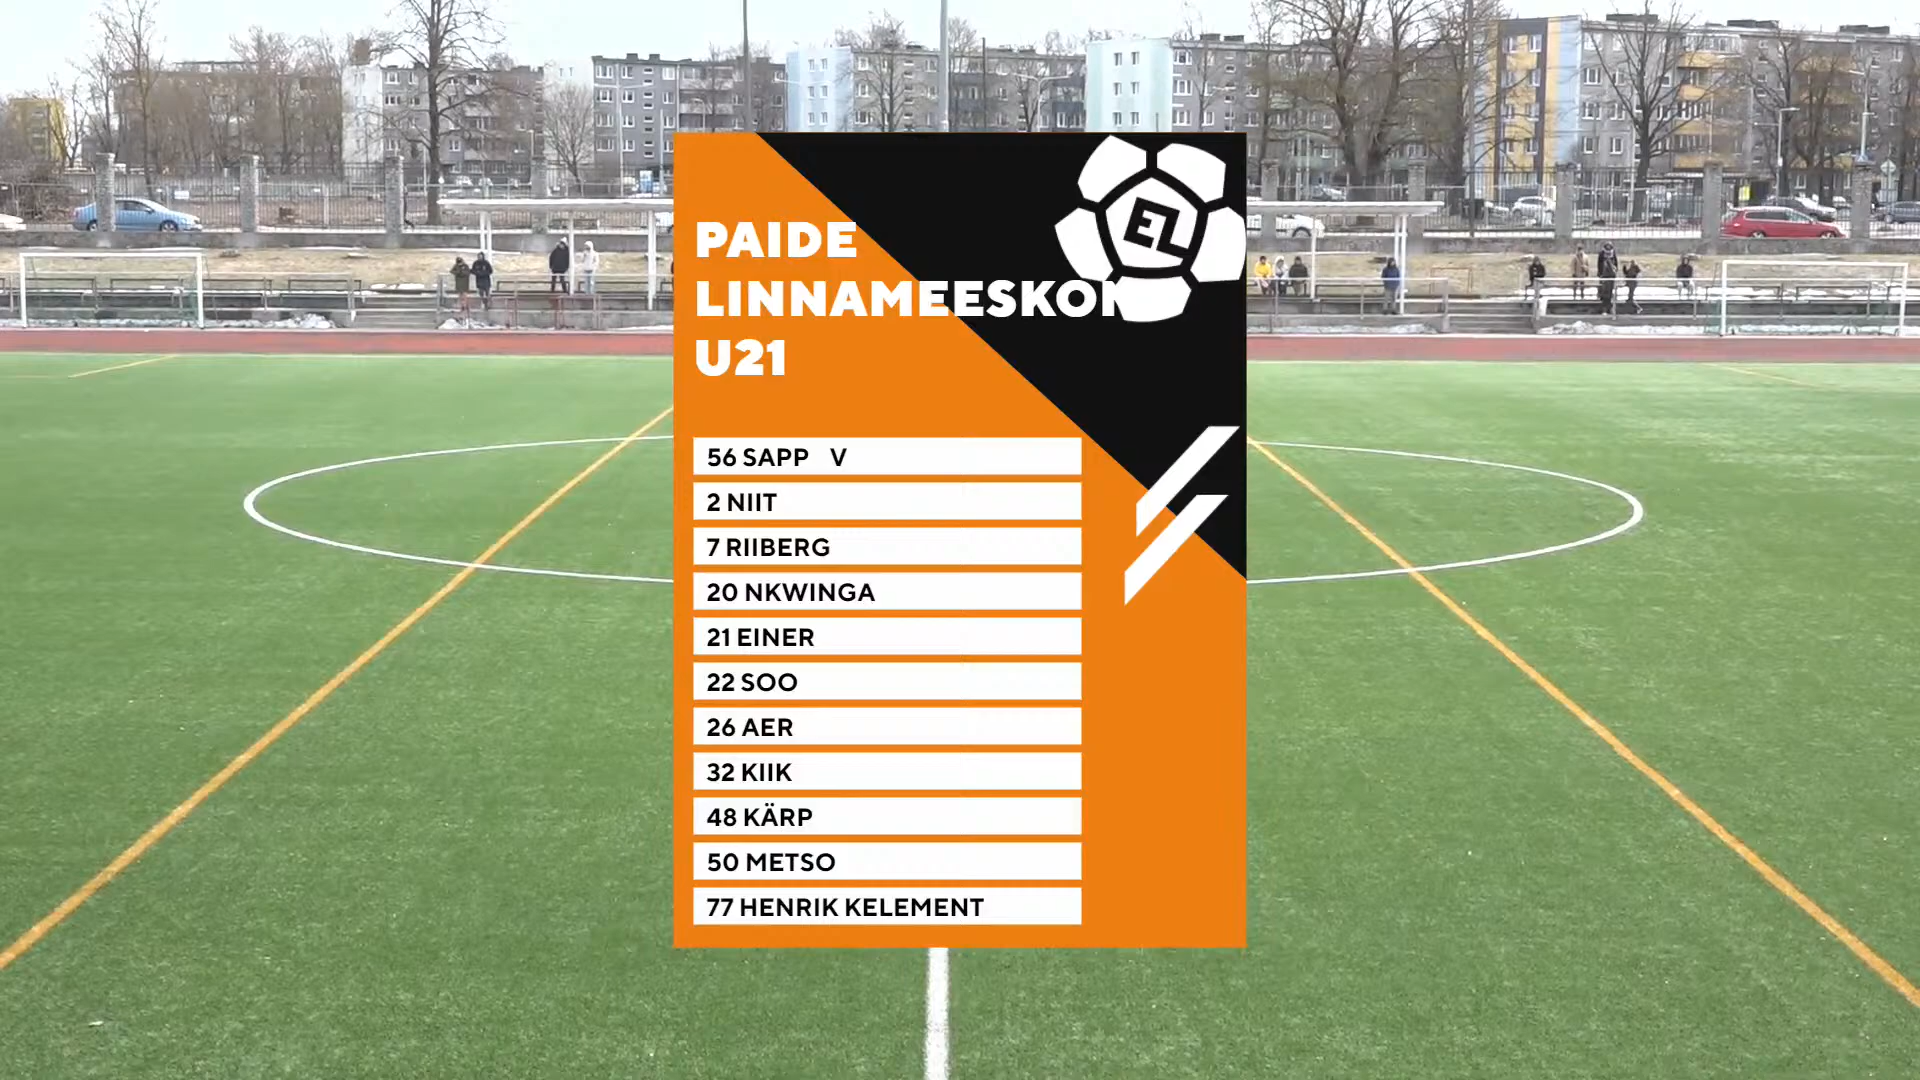 PAIDE
LINNAMEESKON
U21
EL
56 SAPP V
2 NIIT
7 RIIBERG
20 NKWINGA
21 EINER
22 SOO
26 AER
32 KIIK
48 KÄRP
50 METSO
77 HENRIK KELEMENT